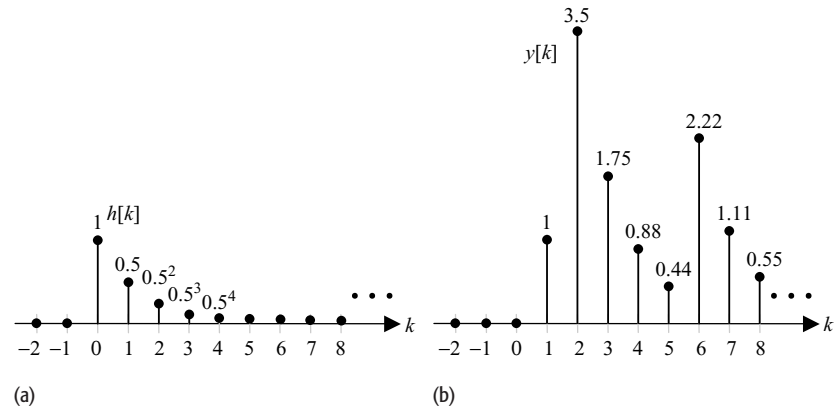 3.5
y[k]
2.22
1.75
1 h[k]
1
1.11
0.88
0.5
0.5²
0.5³
0.5⁴
0.44
0.55
• • •
• • •
k
k
−2 −1 0 1 2 3 4 5 6 7 8
−2 −1 0 1 2 3 4 5 6 7 8
(a)
(b)